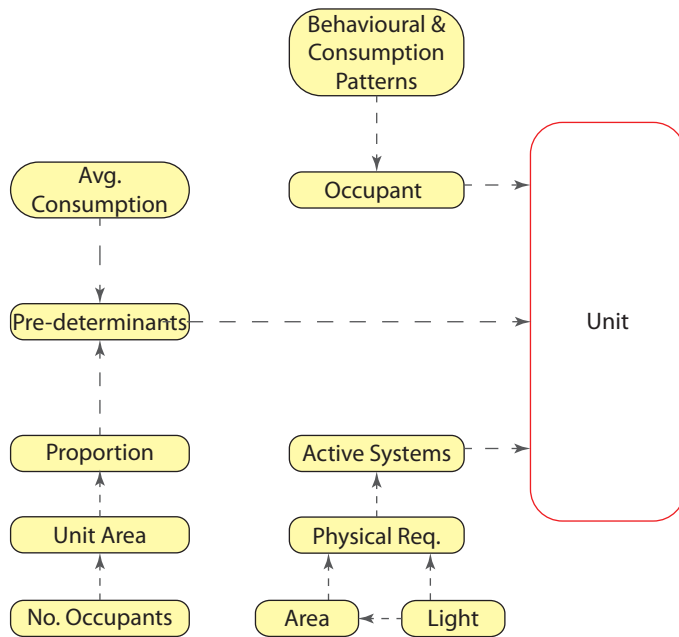 Behavioural &
Consumption
Patterns
Avg.
Consumption
Occupant
Pre-determinants
Unit
Proportion
Active Systems
Unit Area
Physical Req.
No. Occupants
Area
Light